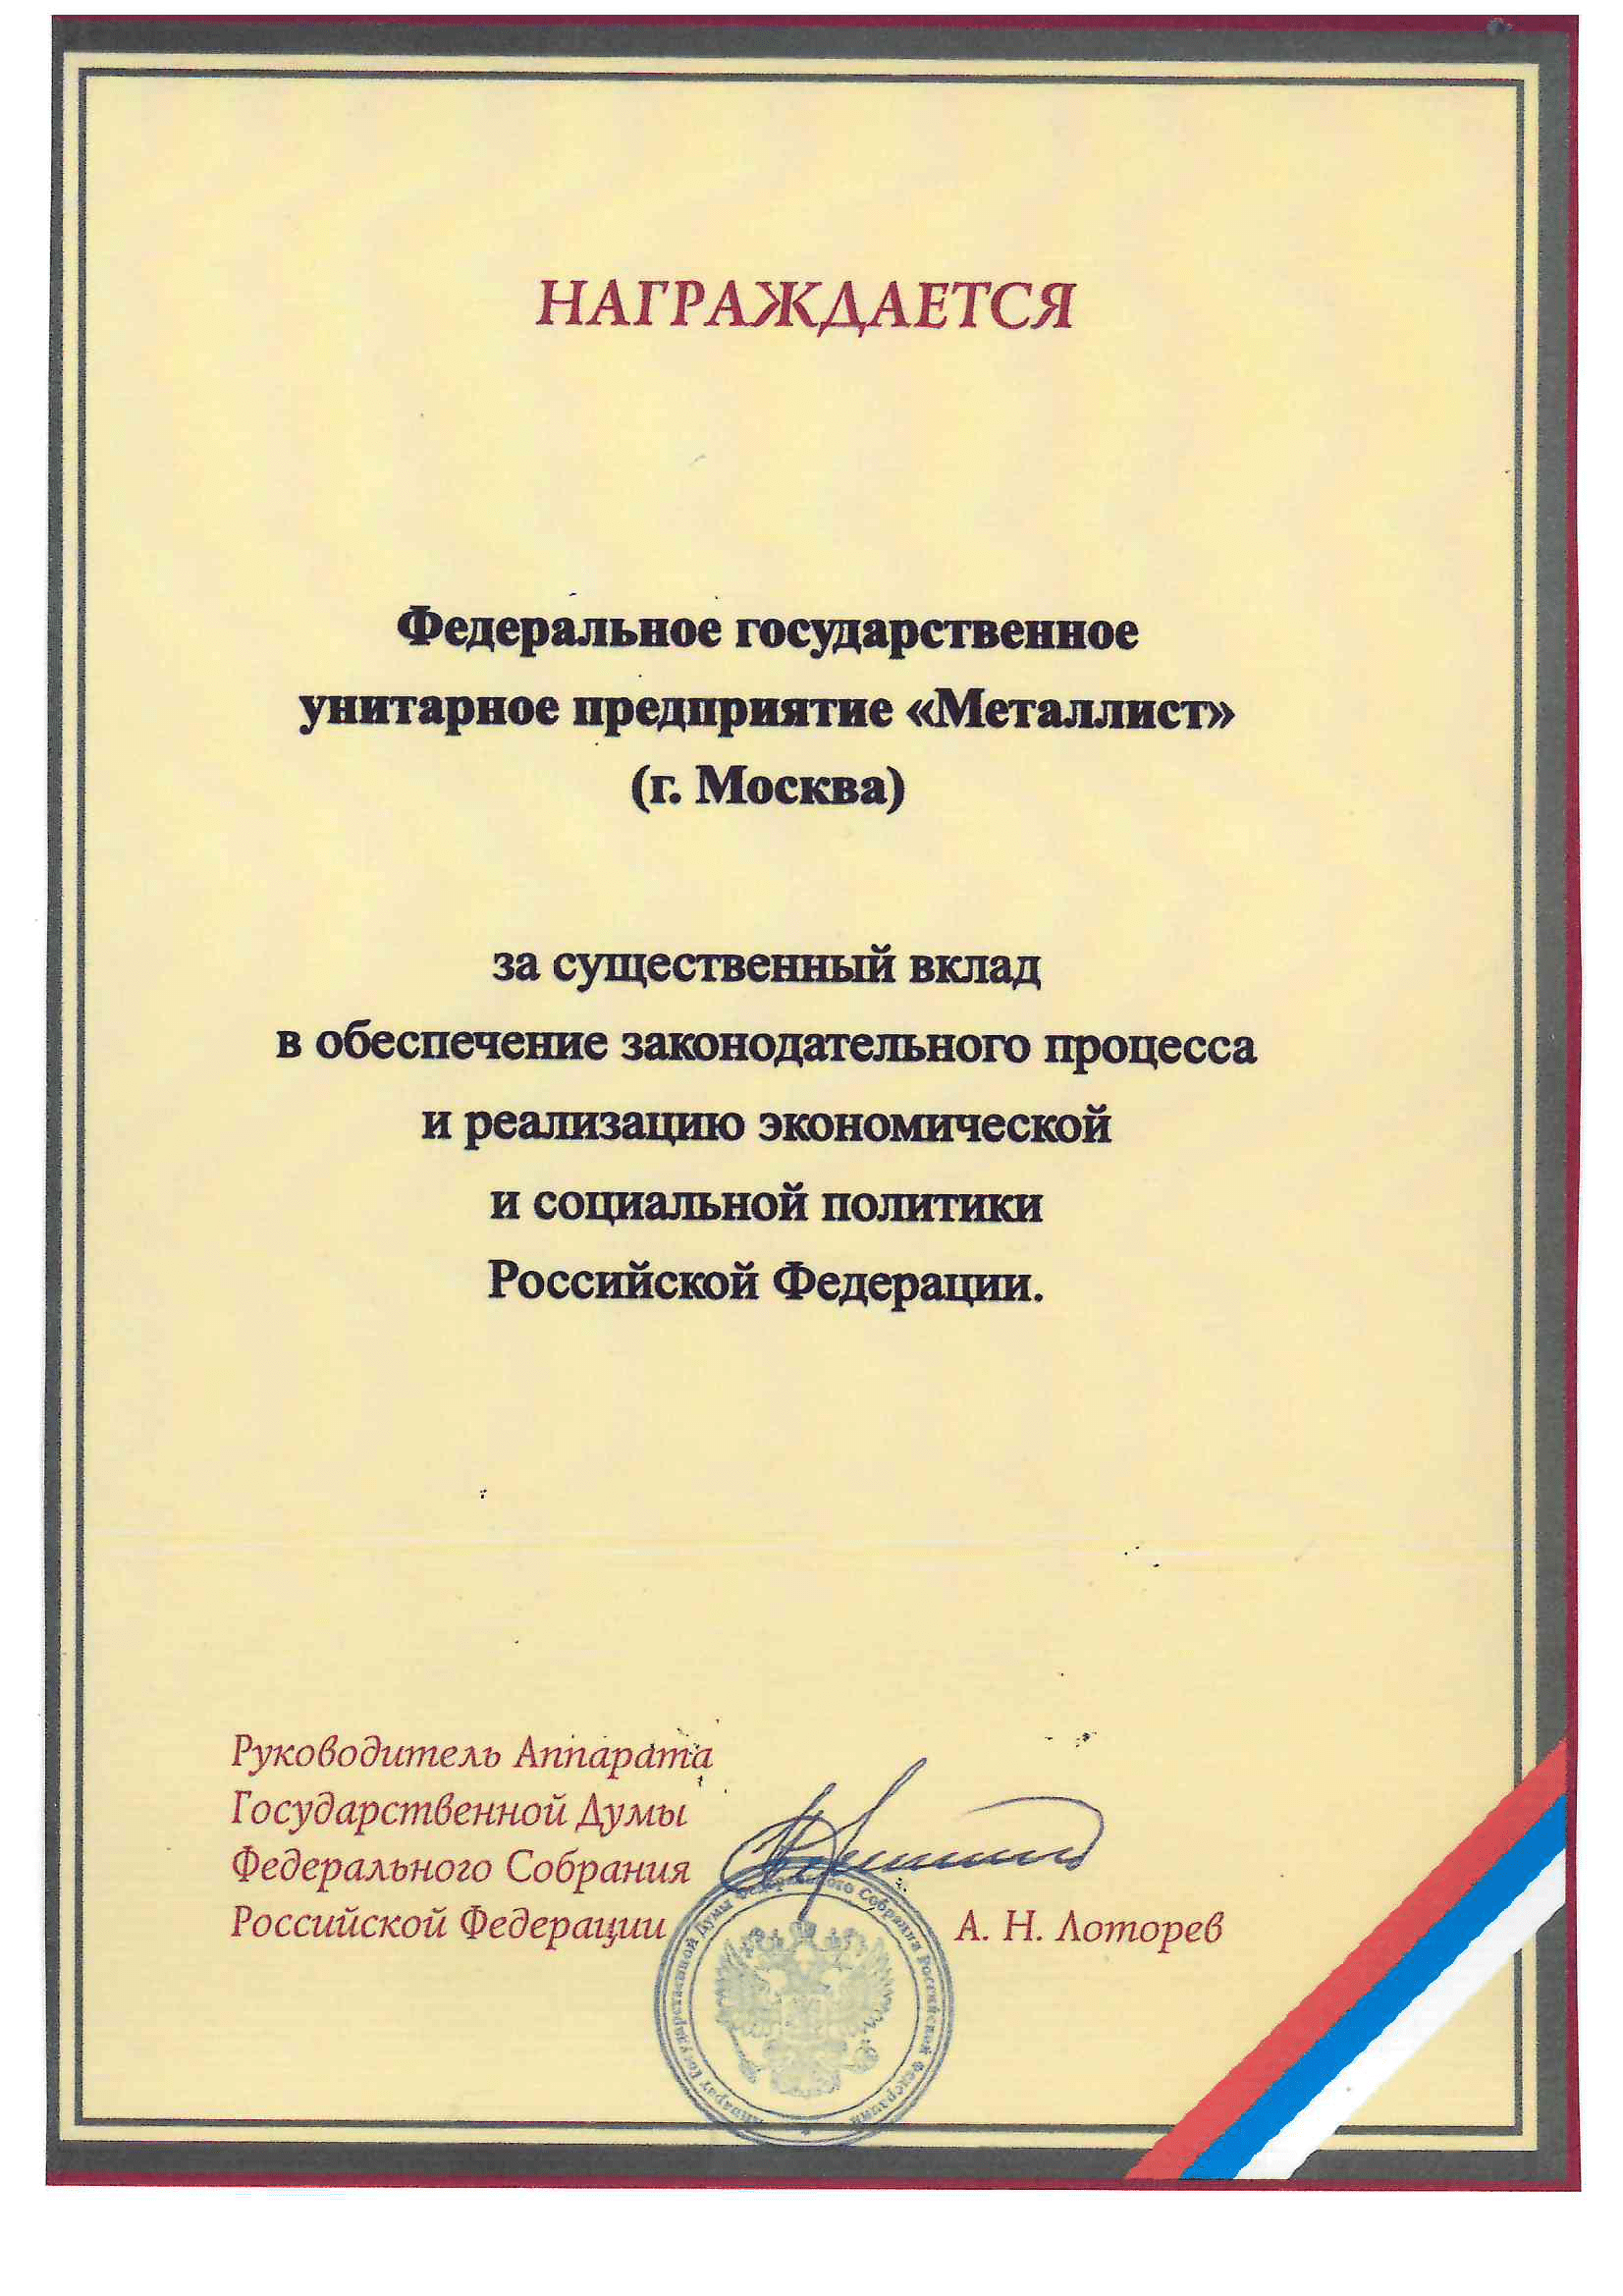 НАГРАЖДАЕТСЯ
Федеральное государственное
унитарное предприятие «Металлист»
(г. Москва)
за существенный вклад
в обеспечение законодательного процесса
и реализацию экономической
и социальной политики
Российской Федерации.
Руководитель Аппарата
Государственной Думы
Федерального Собрания
Российской Федерации
А. Н. Лоторев
Аппарат Государственной Думы Федерального Собрания Российской Федерации